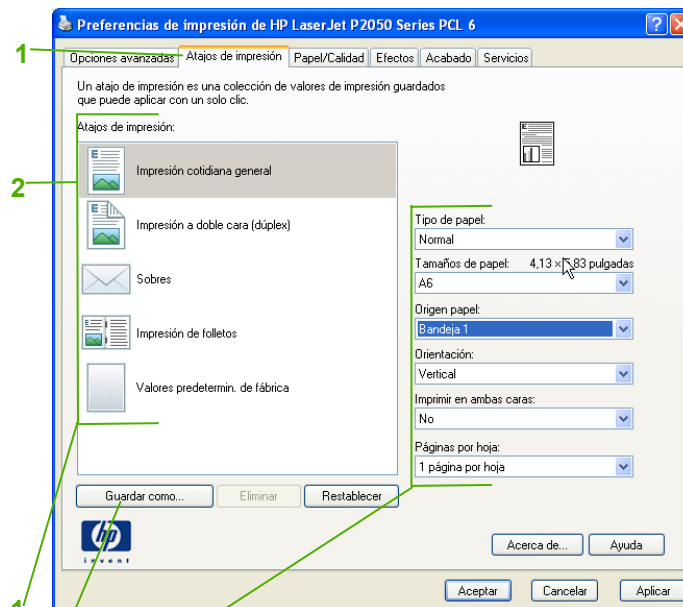 Preferencias de impresión de HP LaserJet P2050 Series PCL 6
1
Opciones avanzadas Atajos de impresión Papel/Calidad Efectos Acabado Servicios
Un atajo de impresión es una colección de valores de impresión guardados
que puede aplicar con un solo clic.
Atajos de impresión:
2
Impresión cotidiana general
Impresión a doble cara (dúplex)
Sobres
Impresión de folletos
Valores predetermin. de fábrica
Tipo de papel:
Normal
Tamaños de papel: 4,13 × 5,83 pulgadas
A6
Origen papel:
Bandeja 1
Orientación:
Vertical
Imprimir en ambas caras:
No
Páginas por hoja:
1 página por hoja
Guardar como... Eliminar Restablecer
hp
invent
Acerca de... Ayuda
Aceptar Cancelar Aplicar